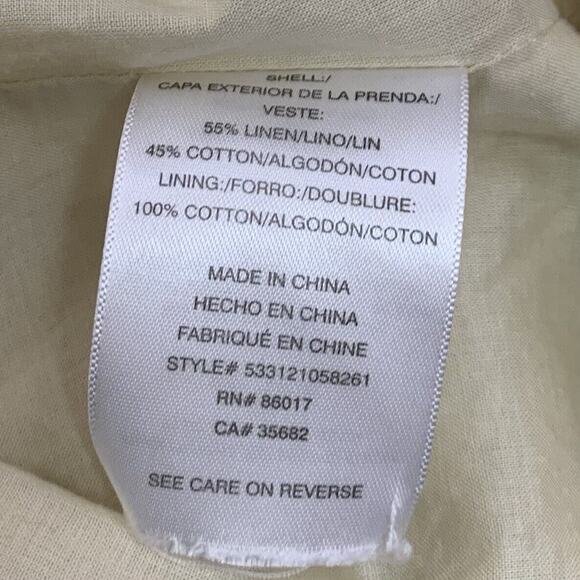 SHELL:/
CAPA EXTERIOR DE LA PRENDA:/
VESTE:
55% LINEN/LINO/LIN
45% COTTON/ALGODÓN/COTON
LINING:/FORRO:/DOUBLURE:
100% COTTON/ALGODÓN/COTON
MADE IN CHINA
HECHO EN CHINA
FABRIQUÉ EN CHINE
STYLE# 533121058261
RN# 86017
CA# 35682
SEE CARE ON REVERSE